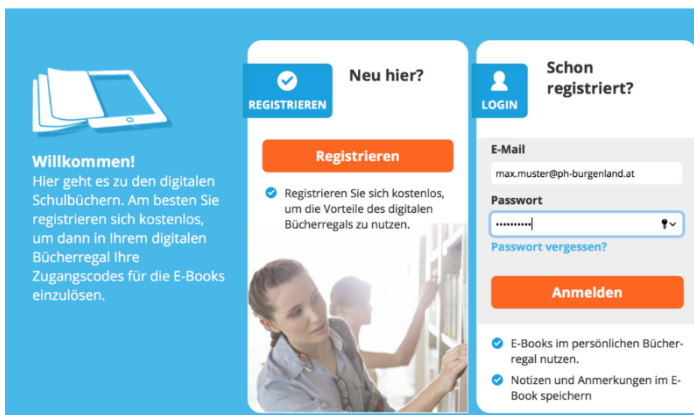 Willkommen!
Hier geht es zu den digitalen
Schulbüchern. Am besten Sie
registrieren sich kostenlos,
um dann in Ihrem digitalen
Bücherregal Ihre
Zugangscodes für die E-Books
einzulösen.
REGISTRIEREN
Neu hier?
Registrieren
Registrieren Sie sich kostenlos,
um die Vorteile des digitalen
Bücherregals zu nutzen.
LOGIN
Schon
registriert?
E-Mail
max.muster@ph-burgenland.at
Passwort
••••••••••
Passwort vergessen?
Anmelden
E-Books im persönlichen Bücher-
regal nutzen.
Notizen und Anmerkungen im E-
Book speichern